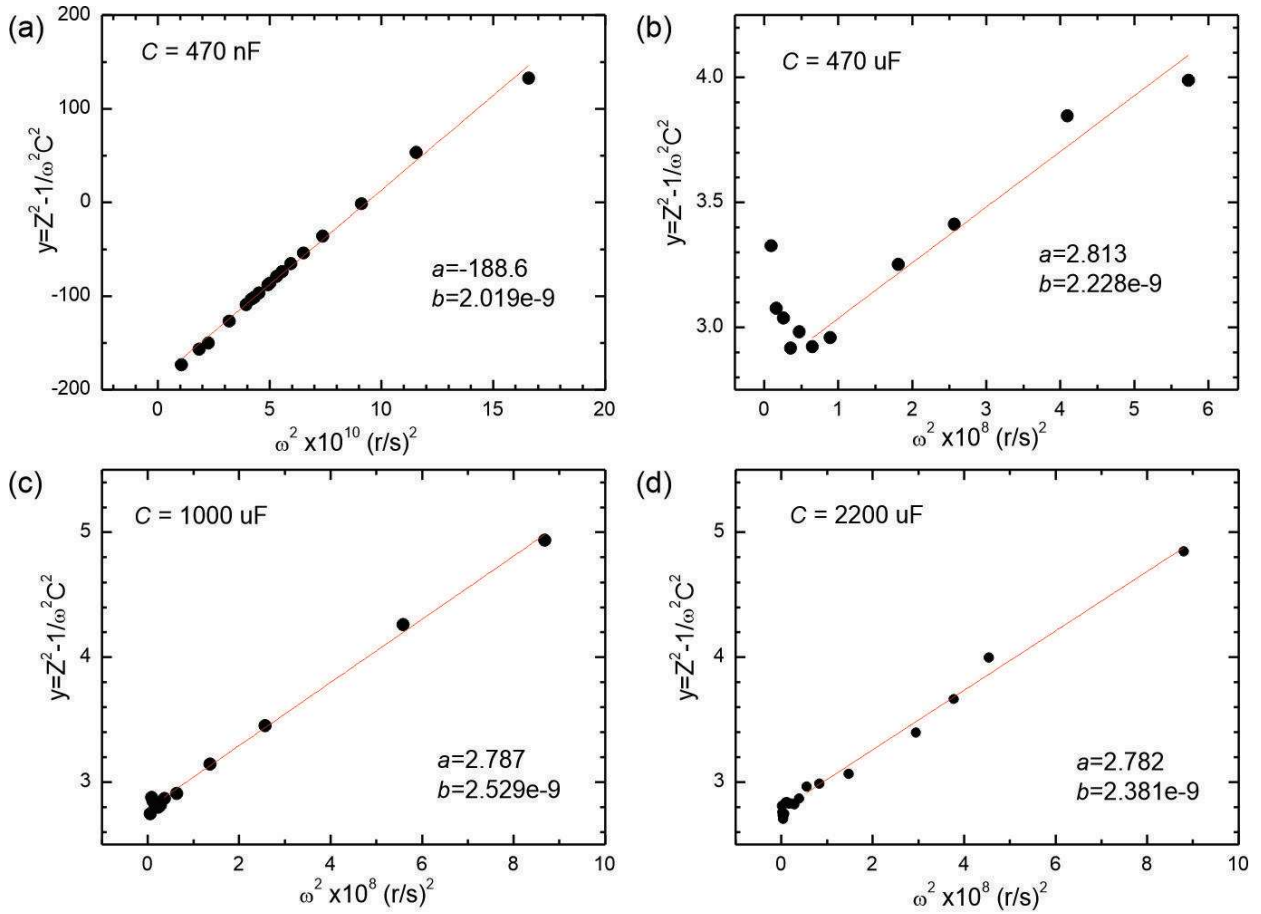 (a)
C = 470 nF
y=Z²-1/ω²C²
200
100
0
-100
-200
a=-188.6
b=2.019e-9
0 5 10 15 20
ω² x10¹⁰ (r/s)²
(b)
C = 470 uF
y=Z²-1/ω²C²
4.0
3.5
3.0
a=2.813
b=2.228e-9
0 1 2 3 4 5 6
ω² x10⁸ (r/s)²
(c)
C = 1000 uF
y=Z²-1/ω²C²
5
4
3
a=2.787
b=2.529e-9
0 2 4 6 8 10
ω² x10⁸ (r/s)²
(d)
C = 2200 uF
y=Z²-1/ω²C²
5
4
3
a=2.782
b=2.381e-9
0 2 4 6 8 10
ω² x10⁸ (r/s)²